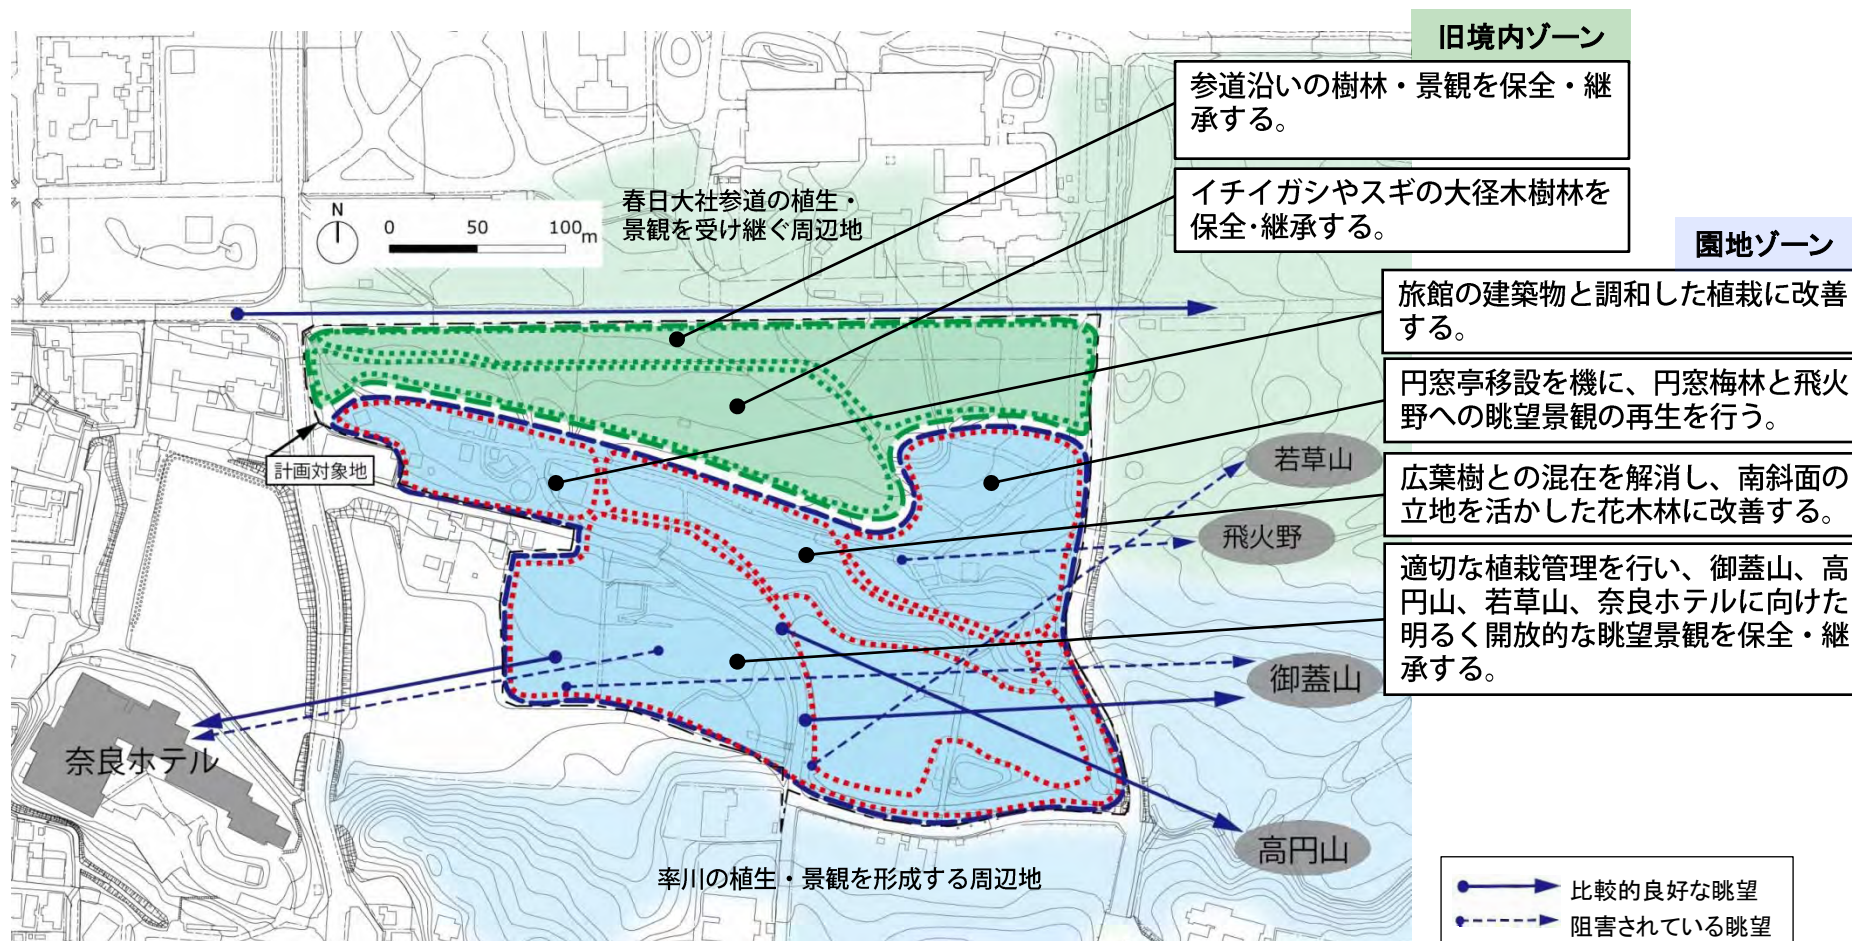 旧境内ゾーン
参道沿いの樹林・景観を保全・継
承する。
イチイガシやスギの大径木樹林を
保全・継承する。
春日大社参道の植生・
景観を受け継ぐ周辺地
N
0 50 100m
園地ゾーン
旅館の建築物と調和した植栽に改善
する。
円窓亭移設を機に、円窓梅林と飛火
野への眺望景観の再生を行う。
広葉樹との混在を解消し、南斜面の
立地を活かした花木林に改善する。
適切な植栽管理を行い、御蓋山、高
円山、若草山、奈良ホテルに向けた
明るく開放的な眺望景観を保全・継
承する。
計画対象地
若草山
飛火野
御蓋山
高円山
奈良ホテル
率川の植生・景観を形成する周辺地
比較的良好な眺望
阻害されている眺望